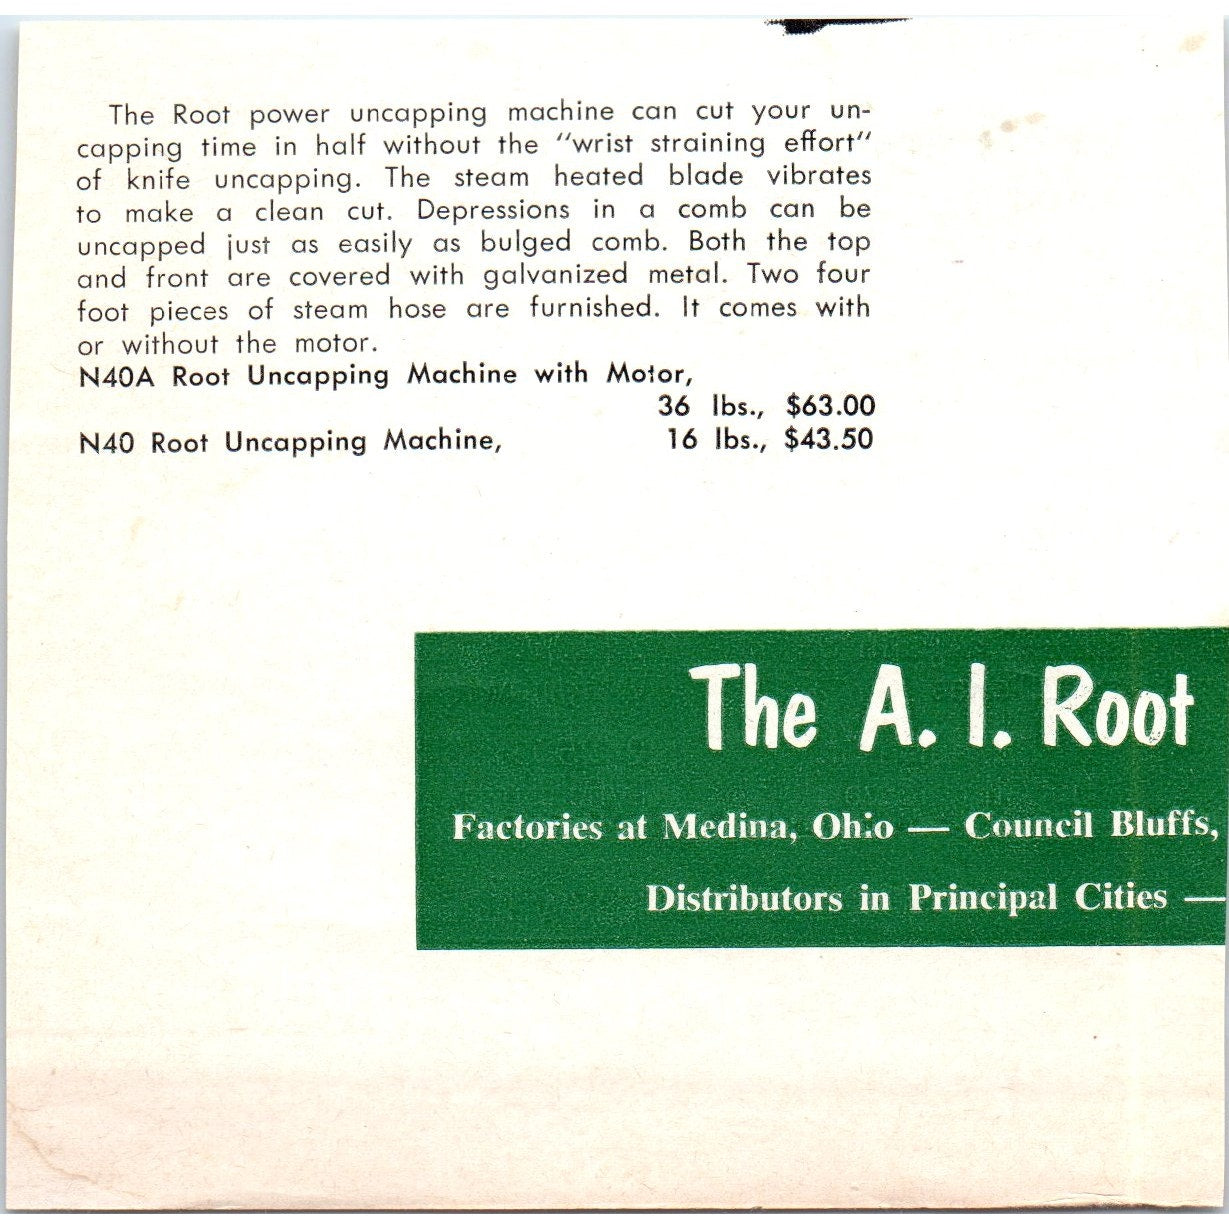 The Root power uncapping machine can cut your un-
capping time in half without the "wrist straining effort"
of knife uncapping. The steam heated blade vibrates
to make a clean cut. Depressions in a comb can be
uncapped just as easily as bulged comb. Both the top
and front are covered with galvanized metal. Two four
foot pieces of steam hose are furnished. It comes with
or without the motor.
N40A Root Uncapping Machine with Motor,
36 lbs., $63.00
N40 Root Uncapping Machine, 16 lbs., $43.50
The A. I. Root
Factories at Medina, Ohio — Council Bluffs,
Distributors in Principal Cities —